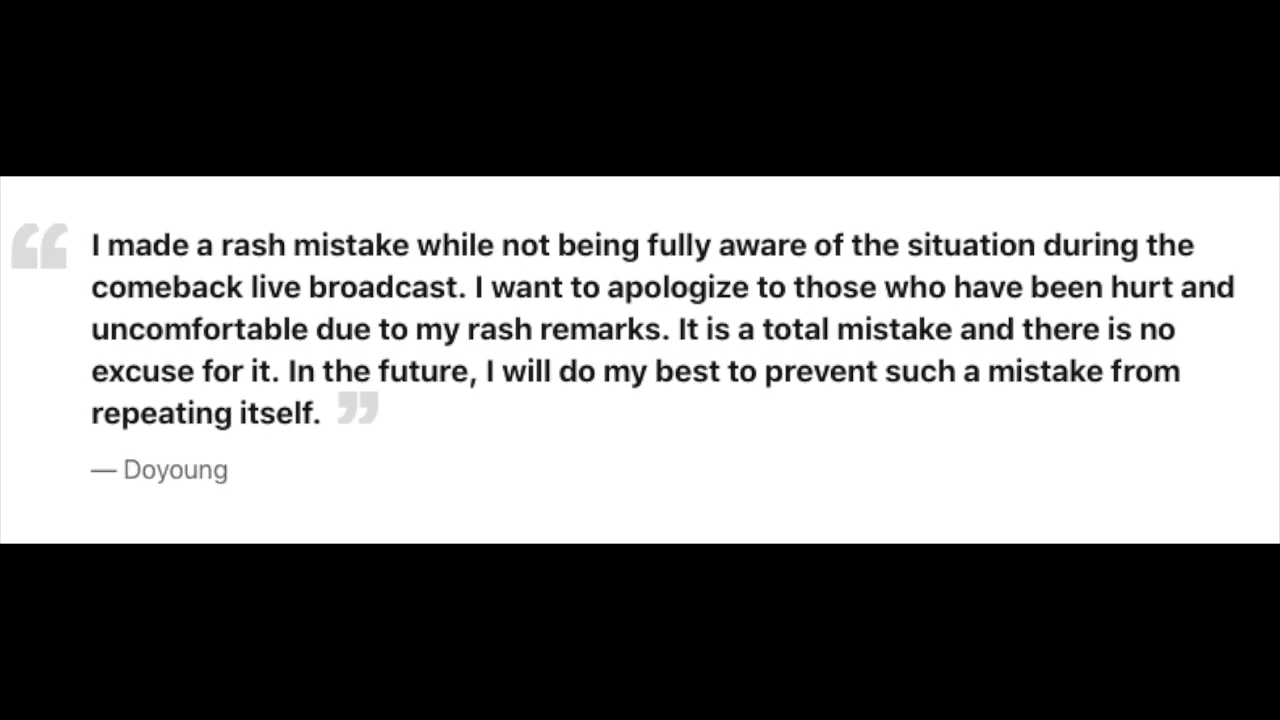 “ I made a rash mistake while not being fully aware of the situation during the
comeback live broadcast. I want to apologize to those who have been hurt and
uncomfortable due to my rash remarks. It is a total mistake and there is no
excuse for it. In the future, I will do my best to prevent such a mistake from
repeating itself. ”
— Doyoung